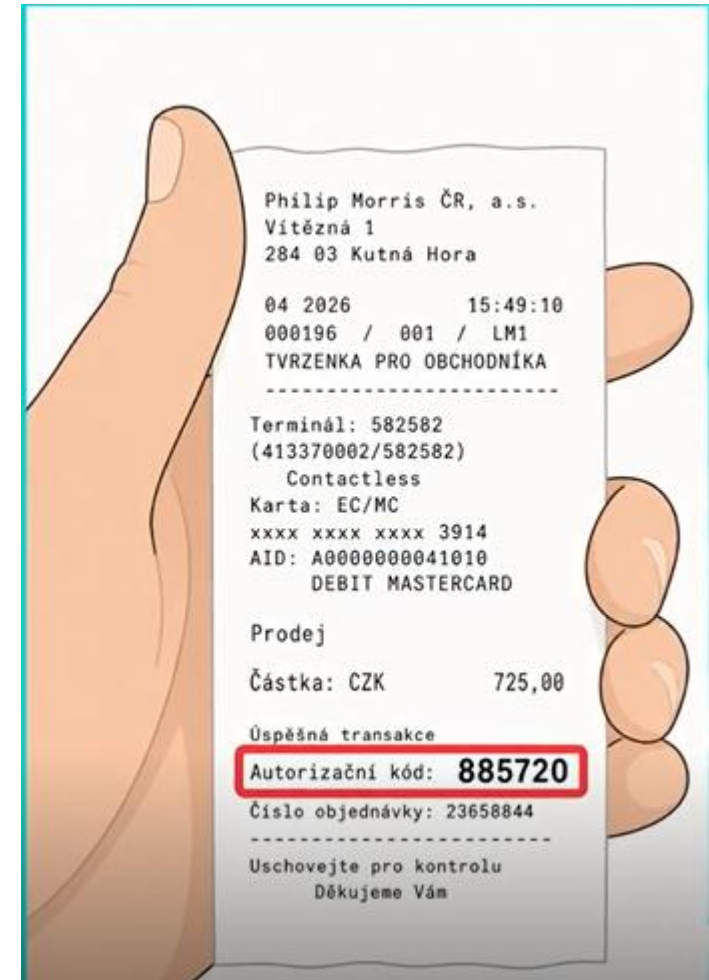 Philip Morris ČR, a.s.
Vítězná 1
284 03 Kutná Hora
04 2026 15:49:10
000196 / 001 / LM1
TVRZENKA PRO OBCHODNÍKA
------------------------
Terminál: 582582
(413370002/582582)
Contactless
Karta: EC/MC
xxxx xxxx xxxx 3914
AID: A0000000041010
DEBIT MASTERCARD
Prodej
Částka: CZK 725,00
Úspěšná transakce
Autorizační kód: 885720
Číslo objednávky: 23658844
-------------------------
Uschovejte pro kontrolu
Děkujeme Vám